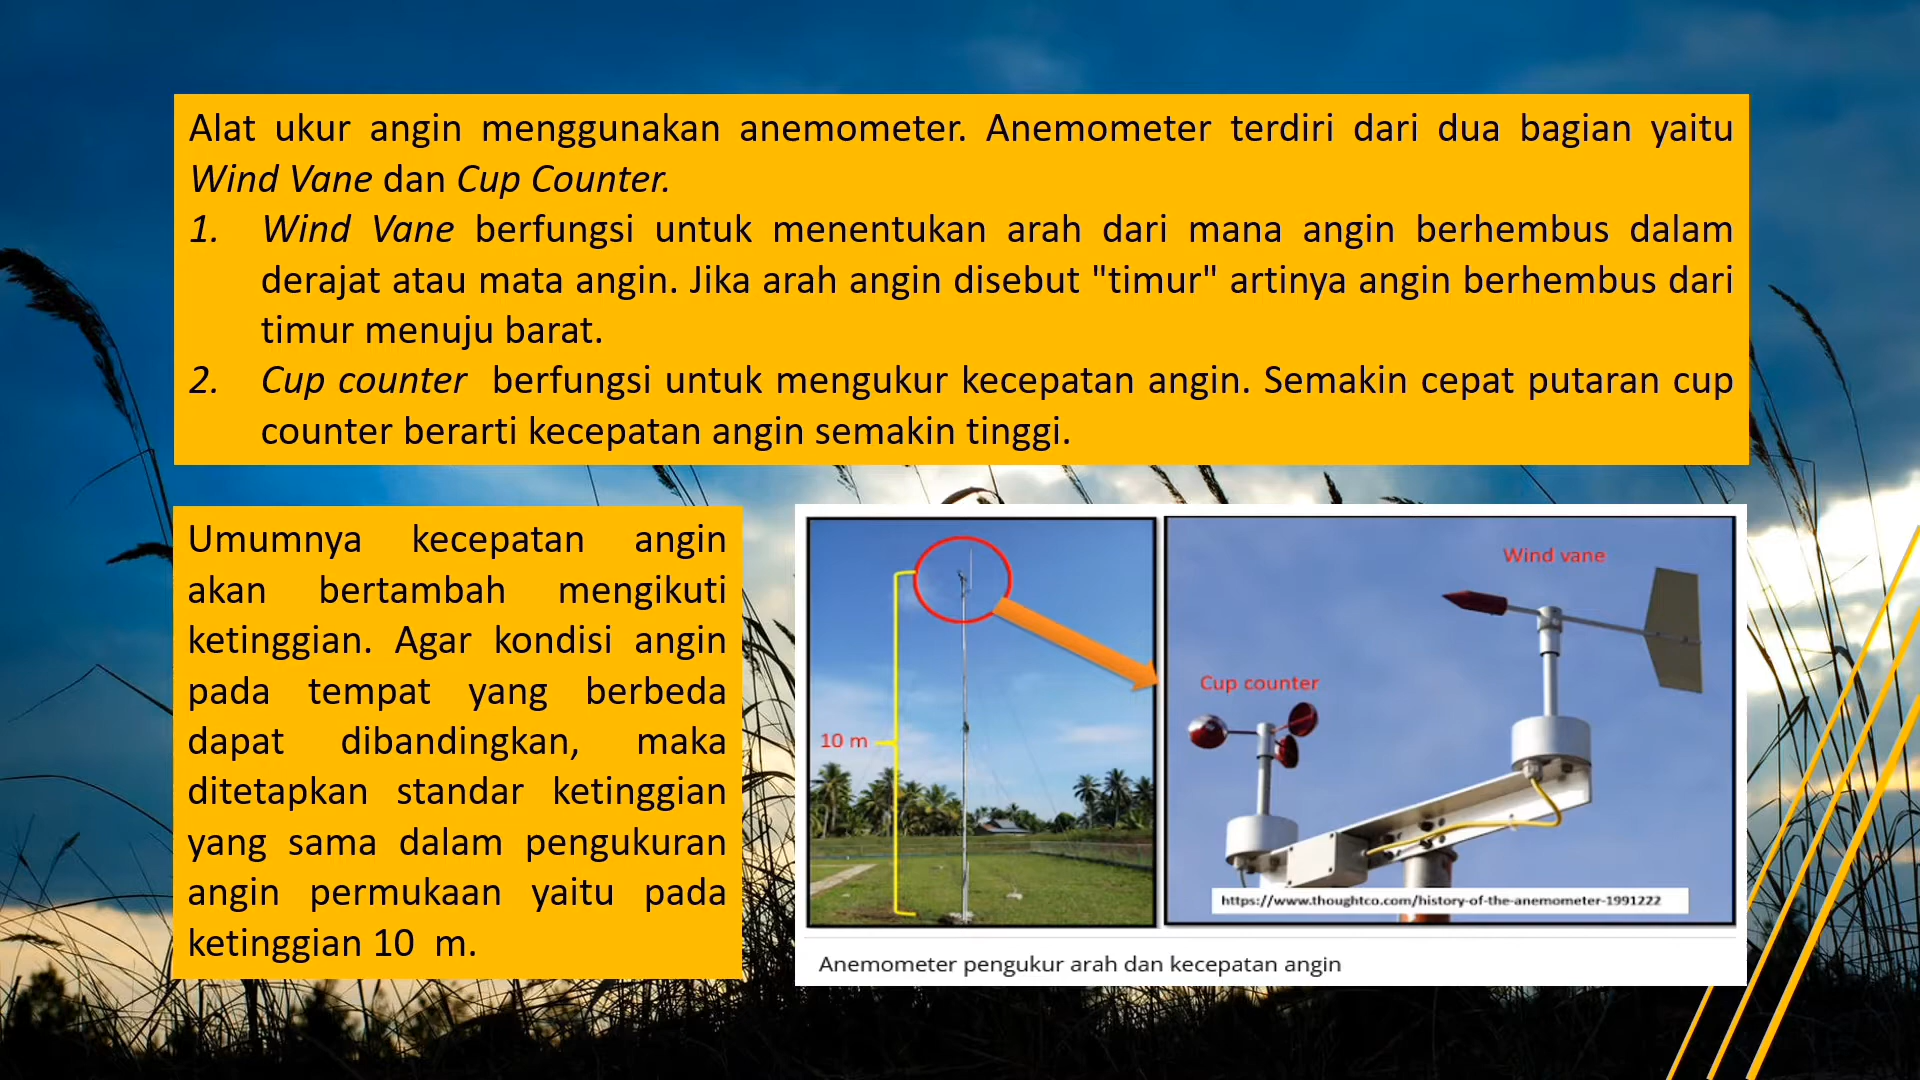 Alat ukur angin menggunakan anemometer. Anemometer terdiri dari dua bagian yaitu
Wind Vane dan Cup Counter.
1. Wind Vane berfungsi untuk menentukan arah dari mana angin berhembus dalam
derajat atau mata angin. Jika arah angin disebut "timur" artinya angin berhembus dari
timur menuju barat.
2. Cup counter berfungsi untuk mengukur kecepatan angin. Semakin cepat putaran cup
counter berarti kecepatan angin semakin tinggi.
Umumnya kecepatan angin
akan bertambah mengikuti
ketinggian. Agar kondisi angin
pada tempat yang berbeda
dapat dibandingkan, maka
ditetapkan standar ketinggian
yang sama dalam pengukuran
angin permukaan yaitu pada
ketinggian 10 m.
10 m
Wind vane
Cup counter
https://www.thoughtco.com/history-of-the-anemometer-1991222
Anemometer pengukur arah dan kecepatan angin